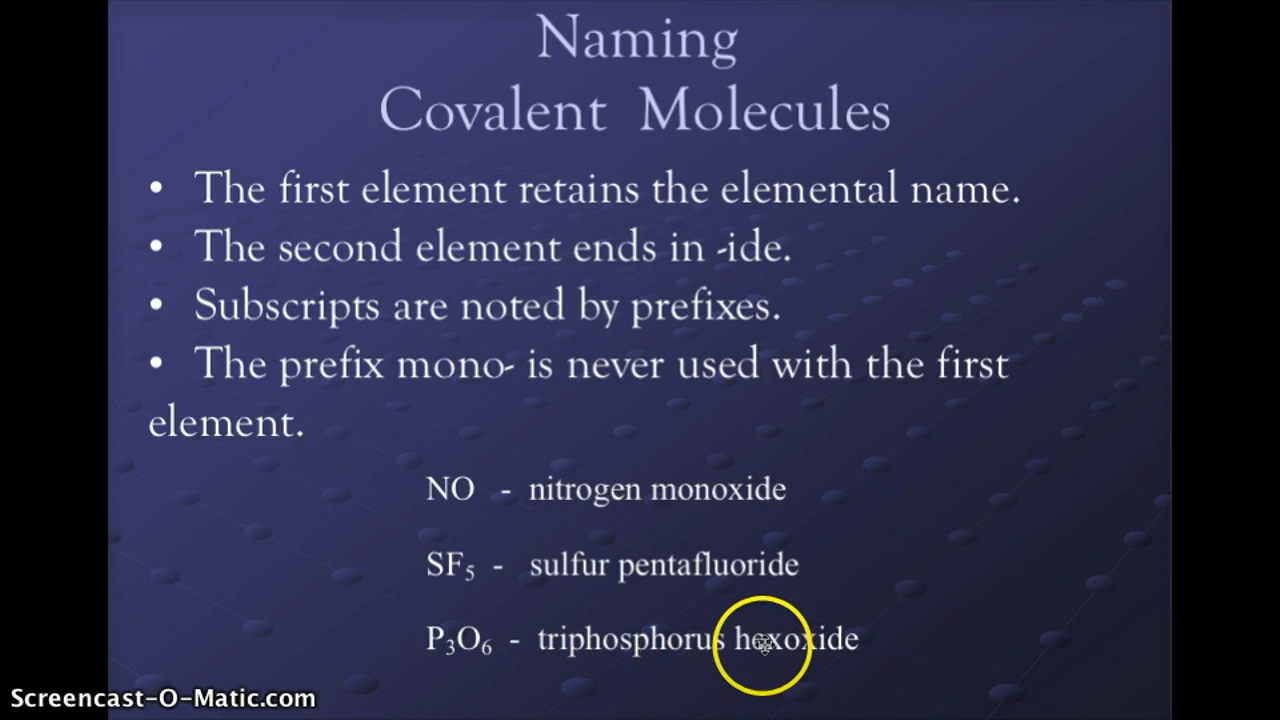 Naming
Covalent Molecules
• The first element retains the elemental name.
• The second element ends in -ide.
• Subscripts are noted by prefixes.
• The prefix mono- is never used with the first
element.
NO - nitrogen monoxide
SF₅ - sulfur pentafluoride
P₃O₆ - triphosphorus hexoxide
Screencast-O-Matic.com